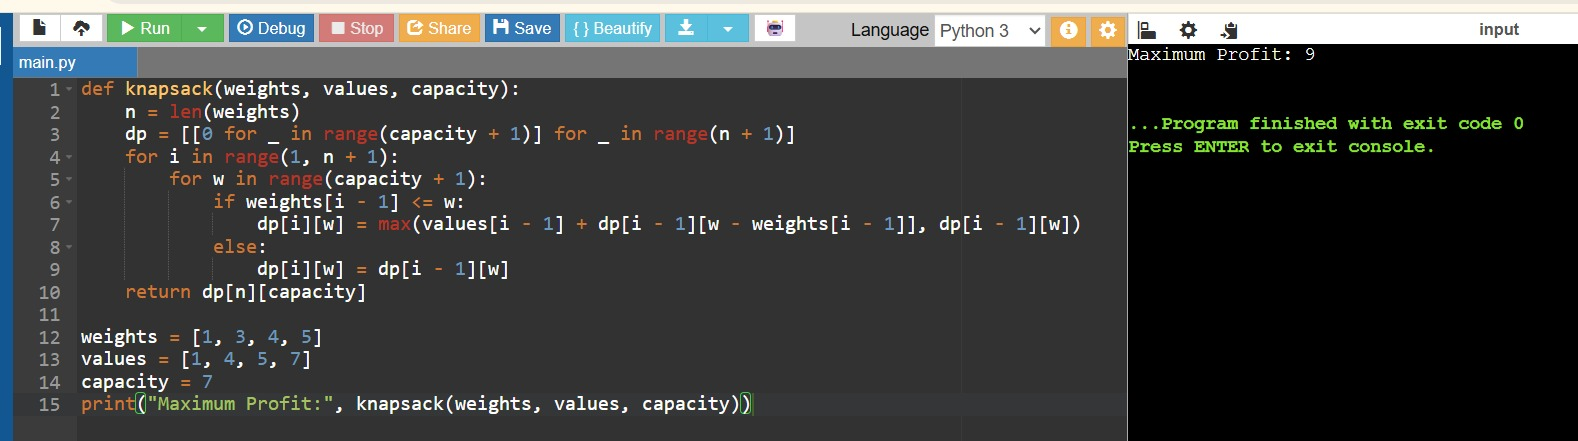 Run Debug Stop Share Save { } Beautify Language Python 3 input
main.py
1 def knapsack(weights, values, capacity):
2     n = len(weights)
3     dp = [[0 for _ in range(capacity + 1)] for _ in range(n + 1)]
4     for i in range(1, n + 1):
5         for w in range(capacity + 1):
6             if weights[i - 1] <= w:
7                 dp[i][w] = max(values[i - 1] + dp[i - 1][w - weights[i - 1]], dp[i - 1][w])
8             else:
9                 dp[i][w] = dp[i - 1][w]
10     return dp[n][capacity]
11
12 weights = [1, 3, 4, 5]
13 values = [1, 4, 5, 7]
14 capacity = 7
15 print("Maximum Profit:", knapsack(weights, values, capacity))
Maximum Profit: 9
...Program finished with exit code 0
Press ENTER to exit console.